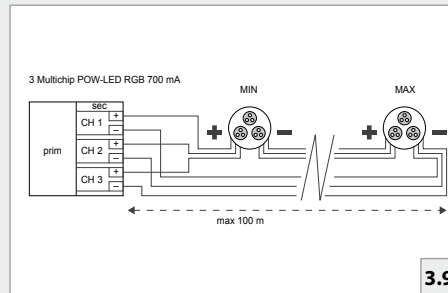 3 Multichip POW-LED RGB 700 mA
MIN
MAX
sec
CH 1
+
–
prim
CH 2
+
–
CH 3
+
–
+
–
+
–
max 100 m
3.9